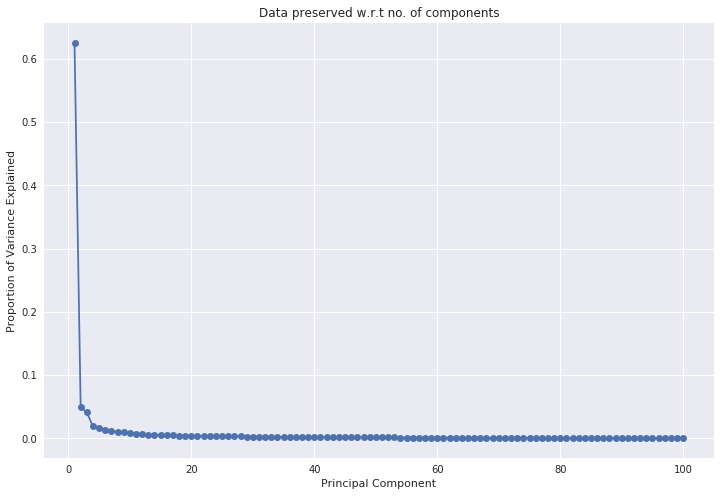 Data preserved w.r.t no. of components
Proportion of Variance Explained
0.6
0.5
0.4
0.3
0.2
0.1
0.0
0 20 40 60 80 100
Principal Component